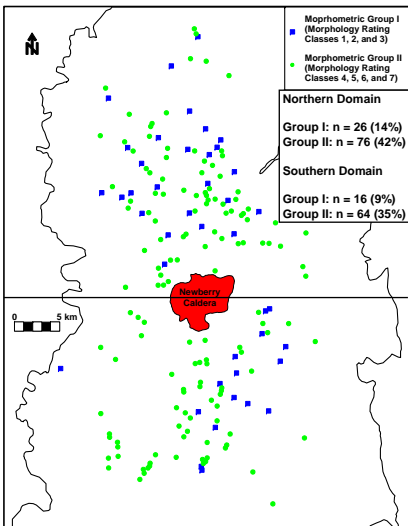 N
Moprhometric Group I
(Morphology Rating
Classes 1, 2, and 3)
Morphometric Group II
(Morphology Rating
Classes 4, 5, 6, and 7)
Northern Domain
Group I: n = 26 (14%)
Group II: n = 76 (42%)
Southern Domain
Group I: n = 16 (9%)
Group II: n = 64 (35%)
Newberry
Caldera
0 5 km